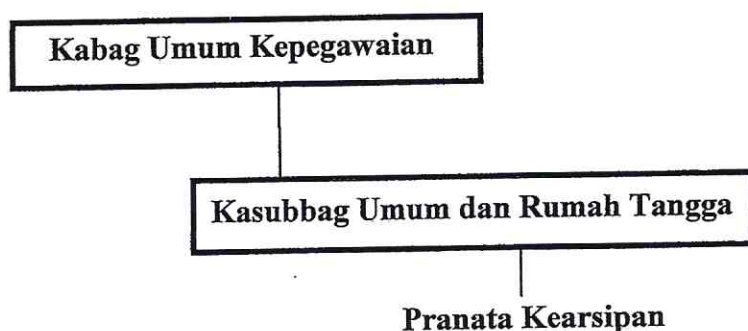 Kabag Umum Kepegawaian
Kasubbag Umum dan Rumah Tangga
Pranata Kearsipan